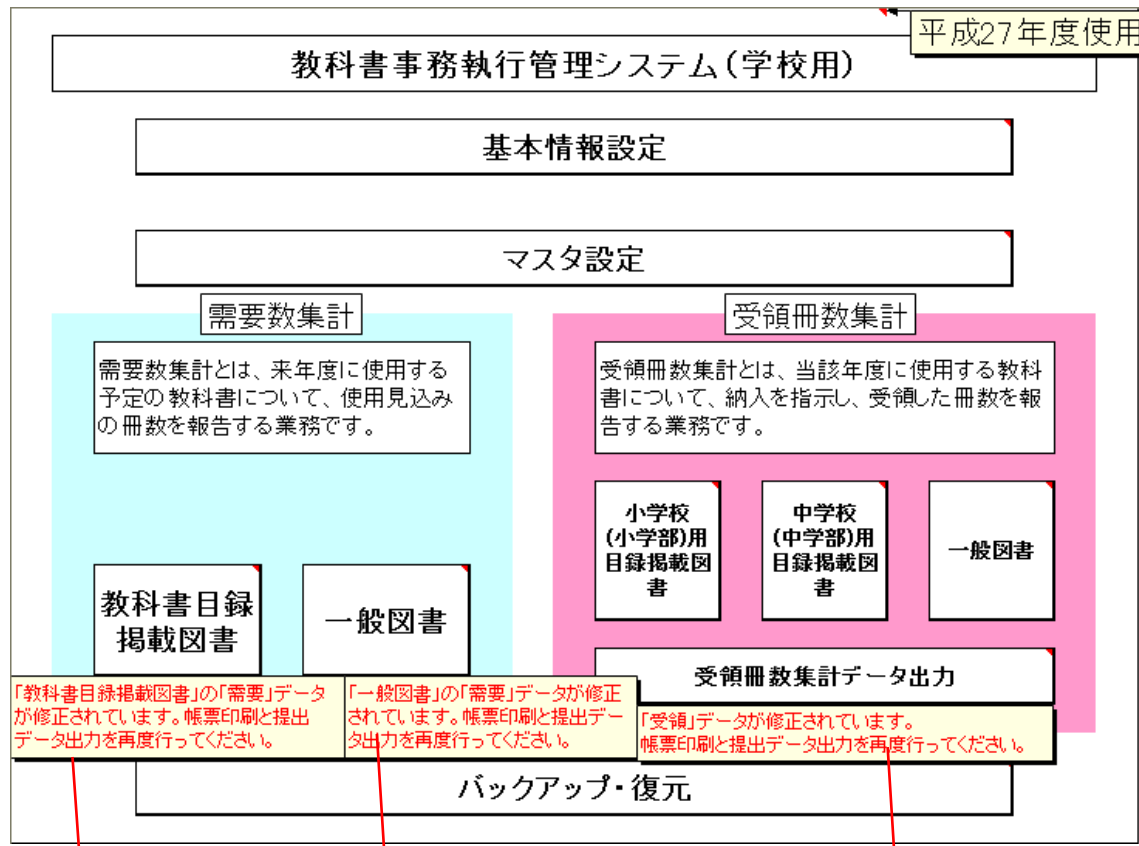 平成27年度使用
教科書事務執行管理システム(学校用)
基本情報設定
マスタ設定
需要数集計
需要数集計とは、来年度に使用する
予定の教科書について、使用見込み
の冊数を報告する業務です。
教科書目録
掲載図書
一般図書
受領冊数集計
受領冊数集計とは、当該年度に使用する教科
書について、納入を指示し、受領した冊数を報
告する業務です。
小学校
(小学部)用
目録掲載図
書
中学校
(中学部)用
目録掲載図
書
一般図書
受領冊数集計データ出力
「教科書目録掲載図書」の「需要」データ
が修正されています。帳票印刷と提出
データ出力を再度行ってください。
「一般図書」の「需要」データが修正
されています。帳票印刷と提出デー
タ出力を再度行ってください。
「受領」データが修正されています。
帳票印刷と提出データ出力を再度行ってください。
バックアップ・復元